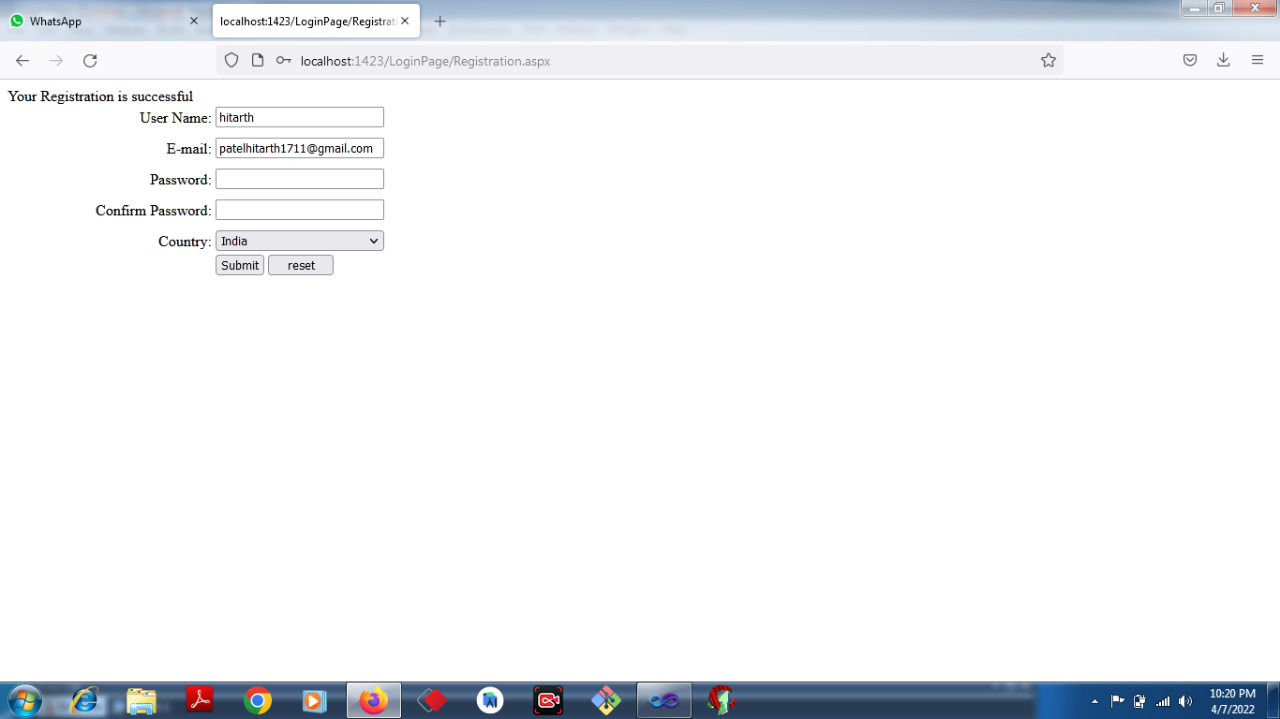 WhatsApp
localhost:1423/LoginPage/Registrati
localhost:1423/LoginPage/Registration.aspx
Your Registration is successful
User Name: hitarth
E-mail: patelhitarth1711@gmail.com
Password:
Confirm Password:
Country: India
Submit reset
10:20 PM
4/7/2022